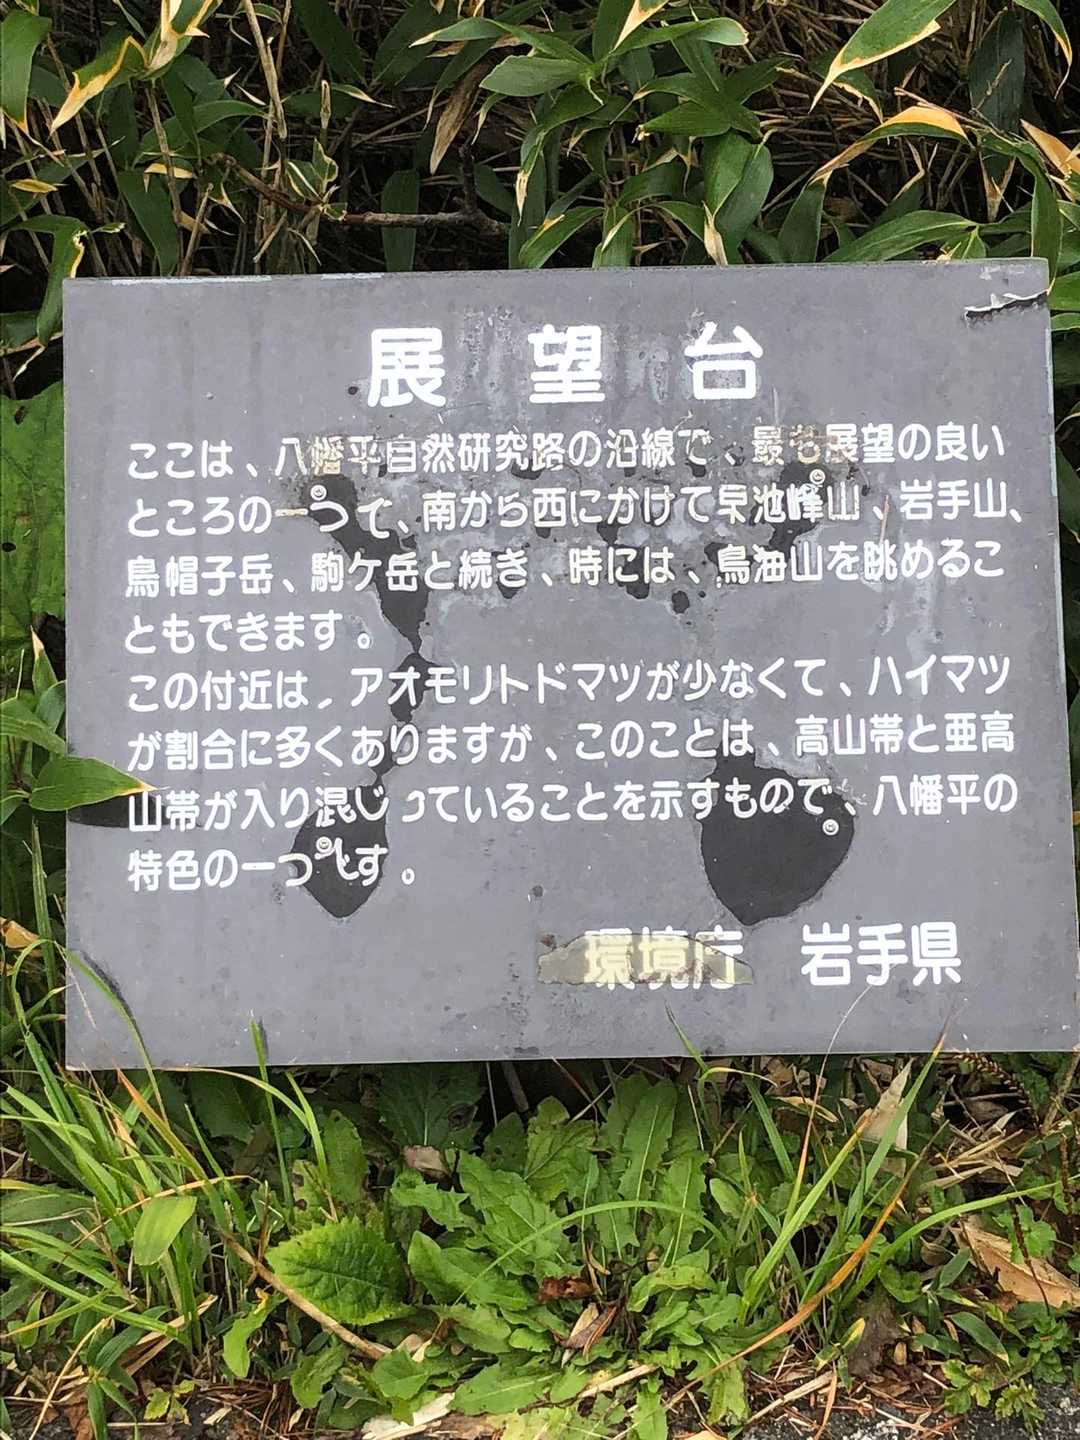 展望台
ここは、八幡平自然研究路の沿線で、最も展望の良い
ところの一つで、南から西にかけて早池峰山、岩手山、
烏帽子岳、駒ケ岳と続き、時には、鳥海山を眺めるこ
ともできます。
この付近は、アオモリトドマツが少なくて、ハイマツ
が割合に多くありますが、このことは、高山帯と亜高
山帯が入り混じっていることを示すもので、八幡平の
特色の一つです。
環境庁 岩手県